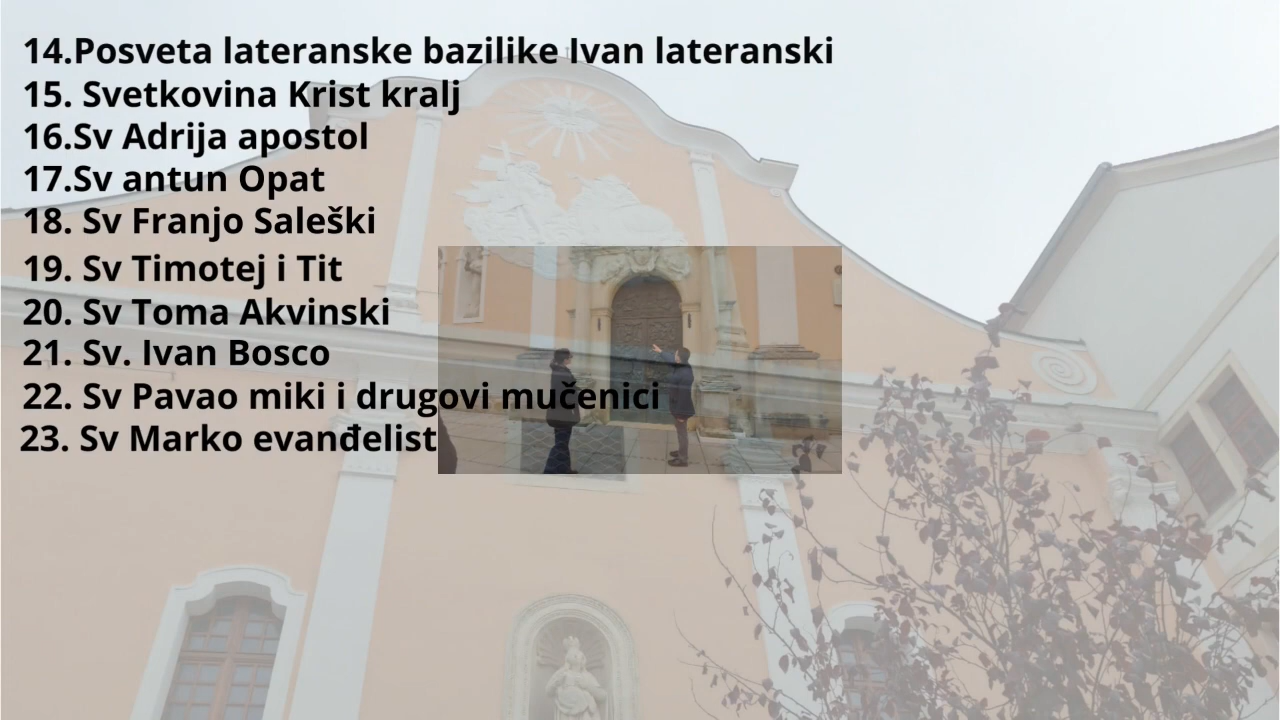 14.Posveta lateranske bazilike Ivan lateranski
15. Svetkovina Krist kralj
16.Sv Adrija apostol
17.Sv antun Opat
18. Sv Franjo Saleški
19. Sv Timotej i Tit
20. Sv Toma Akvinski
21. Sv. Ivan Bosco
22. Sv Pavao miki i drugovi mučenici
23. Sv Marko evanđelist